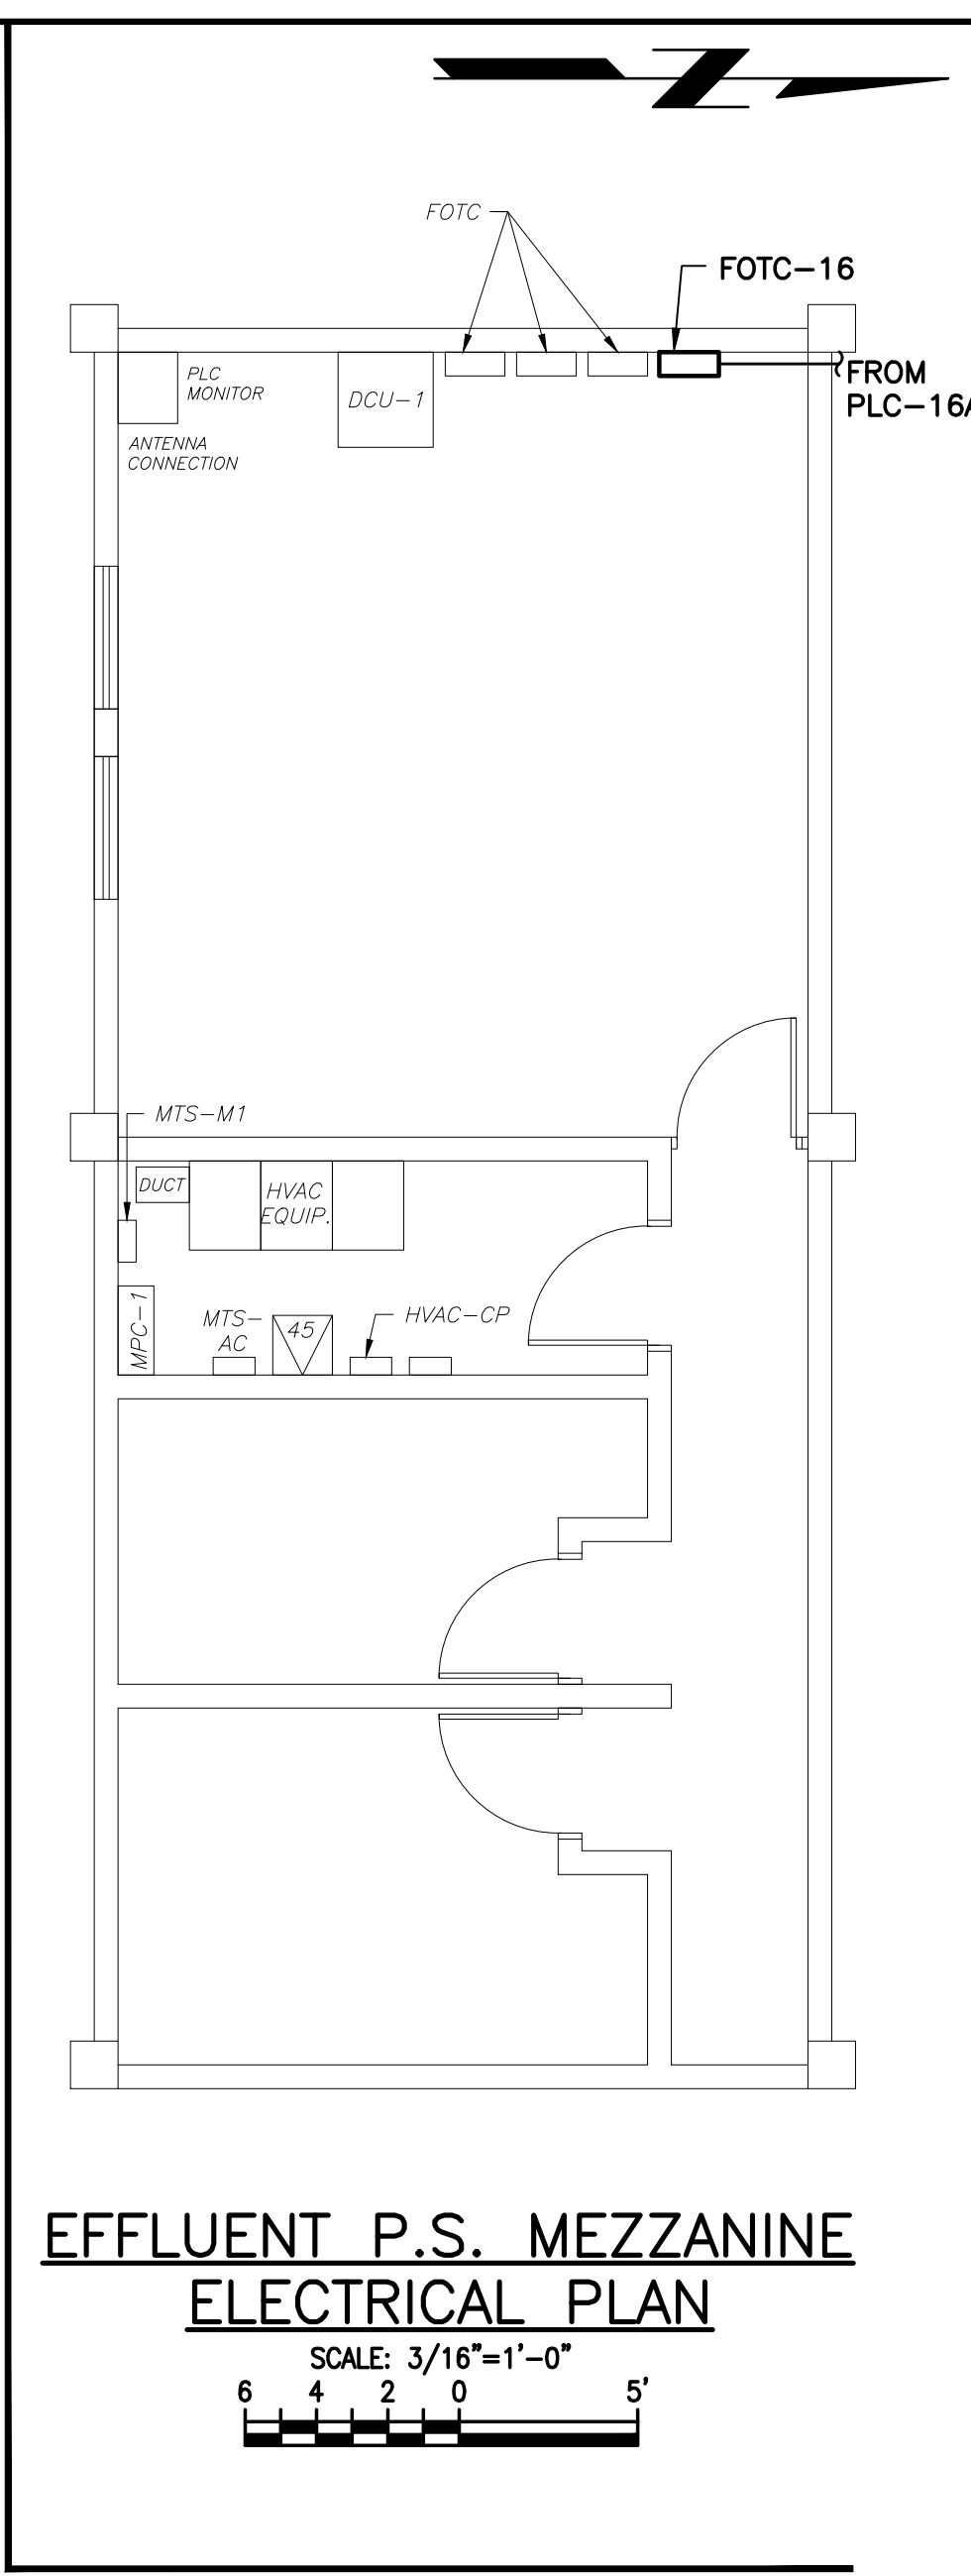 Z
FOTC
FOTC-16
FROM
PLC-16A
PLC
MONITOR
DCU-1
ANTENNA
CONNECTION
MTS-M1
DUCT
HVAC
EQUIP.
MPC-1
MTS-
AC
45
HVAC-CP
EFFLUENT P.S. MEZZANINE
ELECTRICAL PLAN
SCALE: 3/16"=1'-0"
6 4 2 0 5'